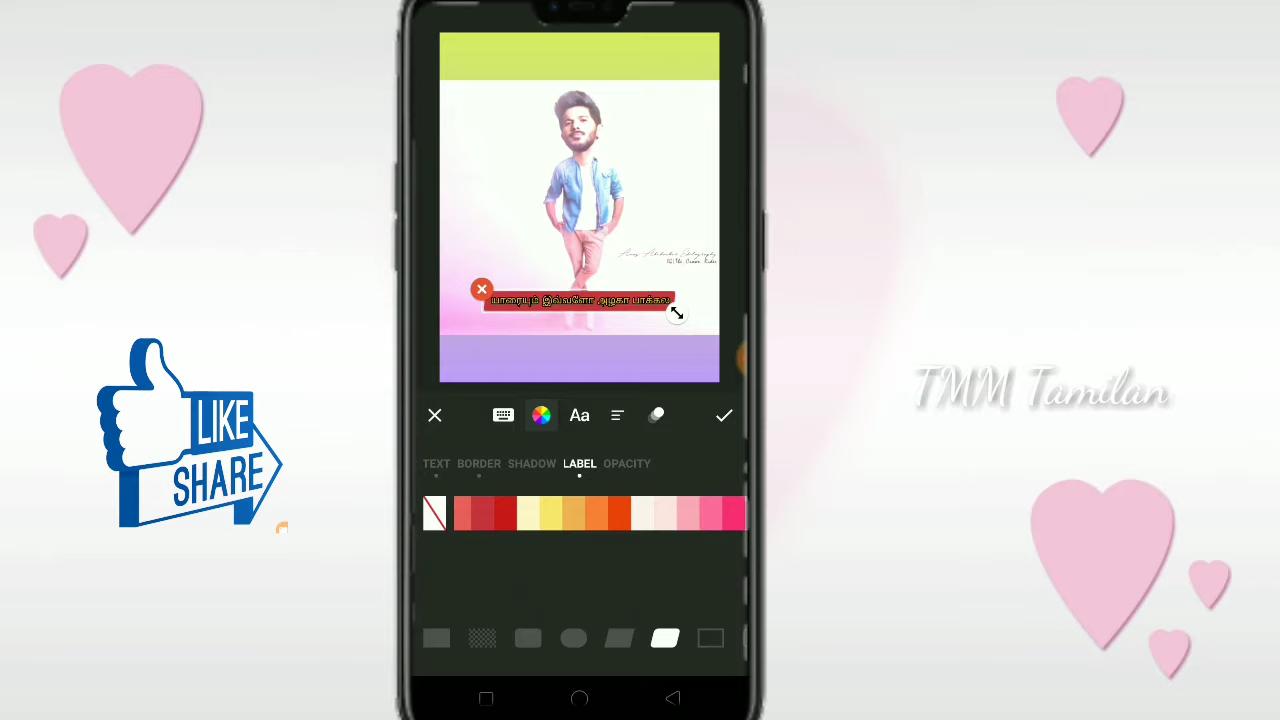 யாரையும் இவ்வளோ அழகா பாக்கல
Aa
TEXT BORDER SHADOW LABEL OPACITY
LIKE
SHARE
TMM Tamilan